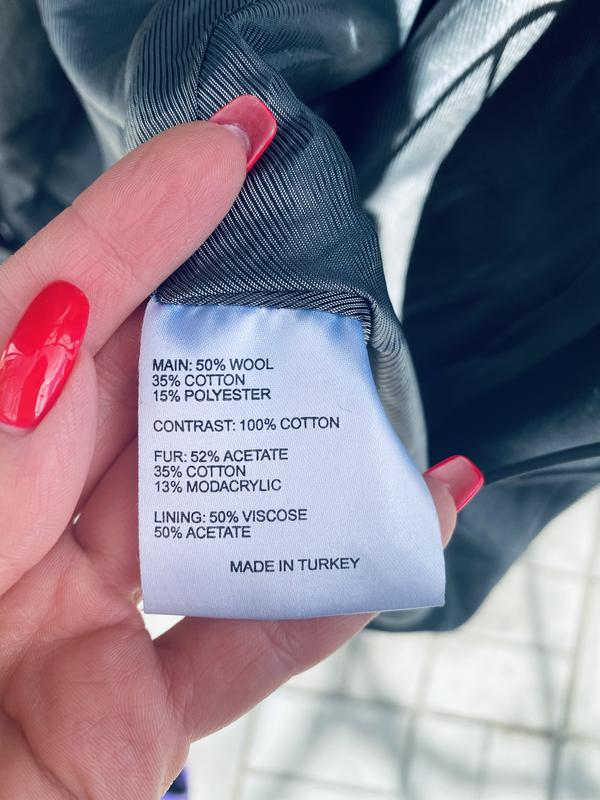 MAIN: 50% WOOL
35% COTTON
15% POLYESTER
CONTRAST: 100% COTTON
FUR: 52% ACETATE
35% COTTON
13% MODACRYLIC
LINING: 50% VISCOSE
50% ACETATE
MADE IN TURKEY